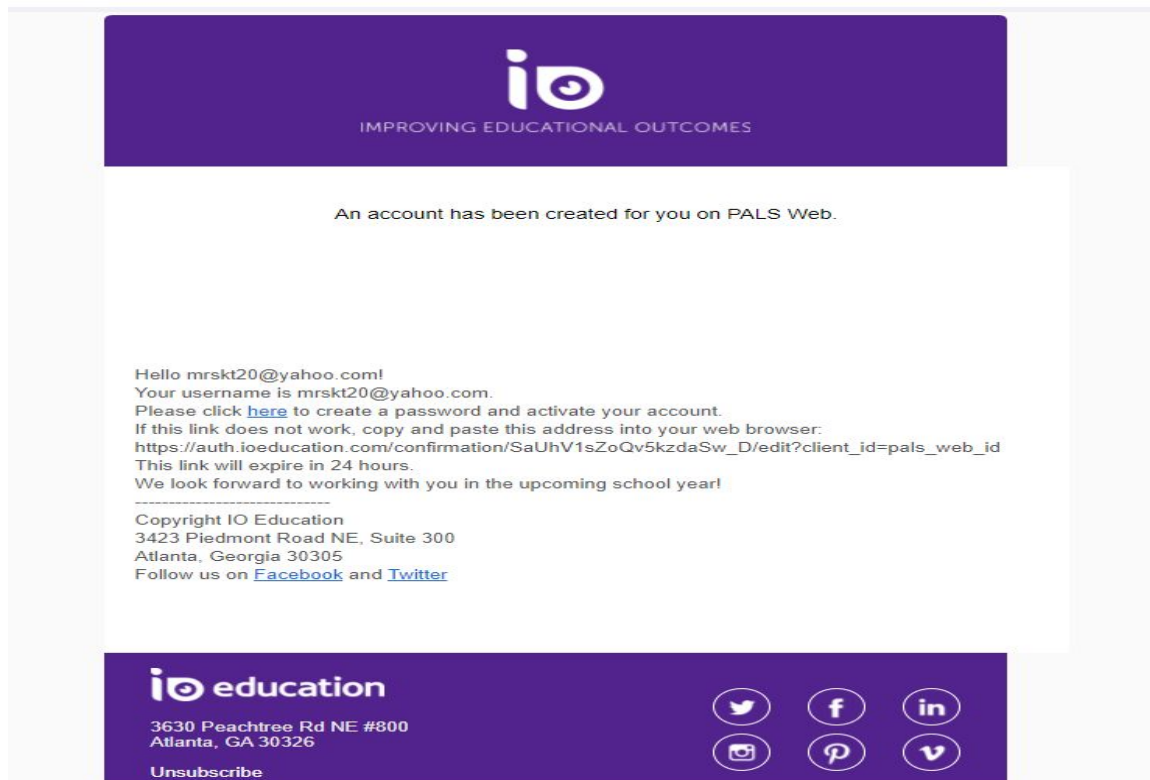 io
IMPROVING EDUCATIONAL OUTCOMES
An account has been created for you on PALS Web.
Hello mrskt20@yahoo.com!
Your username is mrskt20@yahoo.com.
Please click here to create a password and activate your account.
If this link does not work, copy and paste this address into your web browser:
https://auth.ioeducation.com/confirmation/SaUhV1sZoQv5kzdaSw_D/edit?client_id=pals_web_id
This link will expire in 24 hours.
We look forward to working with you in the upcoming school year!
-----------------------------
Copyright IO Education
3423 Piedmont Road NE, Suite 300
Atlanta, Georgia 30305
Follow us on Facebook and Twitter
io education
3630 Peachtree Rd NE #800
Atlanta, GA 30326
Unsubscribe